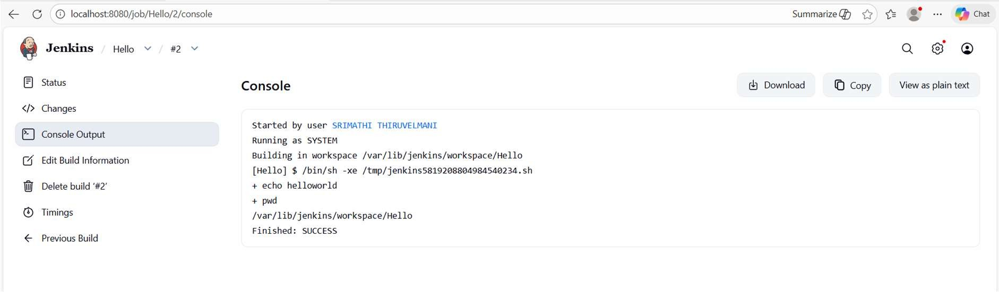 localhost:8080/job/Hello/2/console
Summarize
Chat
Jenkins / Hello / #2
Status
Changes
Console Output
Edit Build Information
Delete build ‘#2’
Timings
Previous Build
Console
Download
Copy
View as plain text
Started by user SRIMATHI THIRUVELMANI
Running as SYSTEM
Building in workspace /var/lib/jenkins/workspace/Hello
[Hello] $ /bin/sh -xe /tmp/jenkins5819208804984540234.sh
+ echo helloworld
+ pwd
/var/lib/jenkins/workspace/Hello
Finished: SUCCESS